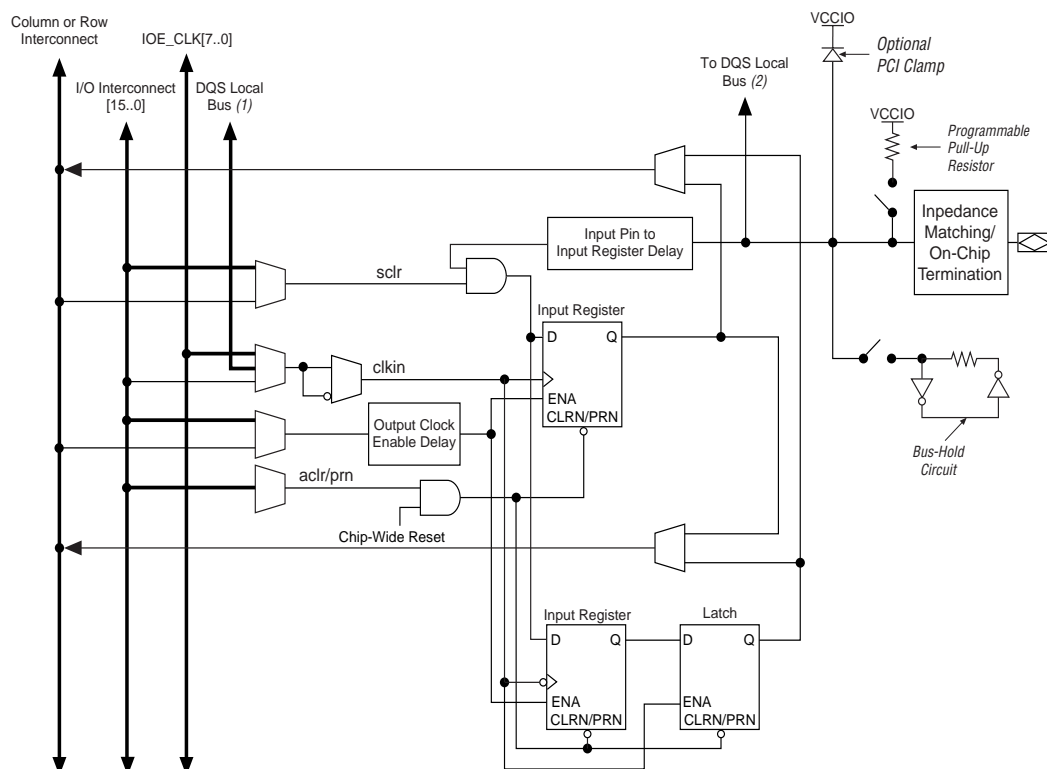 Column or Row
Interconnect
IOE_CLK[7..0]
I/O Interconnect
[15..0]
DQS Local
Bus (1)
To DQS Local
Bus (2)
VCCIO
Optional
PCI Clamp
VCCIO
Programmable
Pull-Up
Resistor
Input Pin to
Input Register Delay
Impedance
Matching/
On-Chip
Termination
sclr
Input Register
D
Q
clkin
ENA
CLRN/PRN
Output Clock
Enable Delay
Bus-Hold
Circuit
aclr/prn
Chip-Wide Reset
Input Register
D
Q
ENA
CLRN/PRN
Latch
D
Q
ENA
CLRN/PRN